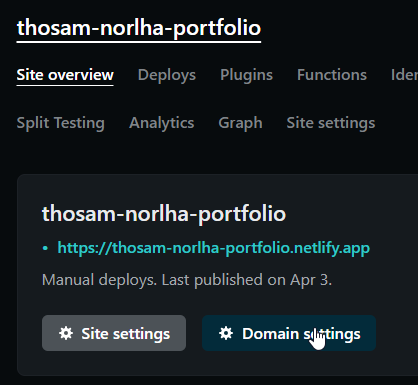 thosam-norlha-portfolio
Site overview Deploys Plugins Functions
Split Testing Analytics Graph Site settings
thosam-norlha-portfolio
• https://thosam-norlha-portfolio.netlify.app
Manual deploys. Last published on Apr 3.
Site settings Domain settings